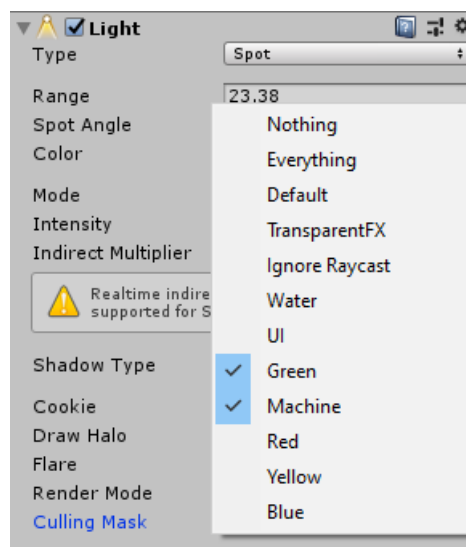 Light
Type Spot
Range 23.38
Spot Angle
Color
Mode
Intensity
Indirect Multiplier
Realtime indire
supported for S
Shadow Type
Cookie
Draw Halo
Flare
Render Mode
Culling Mask
Nothing
Everything
Default
TransparentFX
Ignore Raycast
Water
UI
Green
Machine
Red
Yellow
Blue